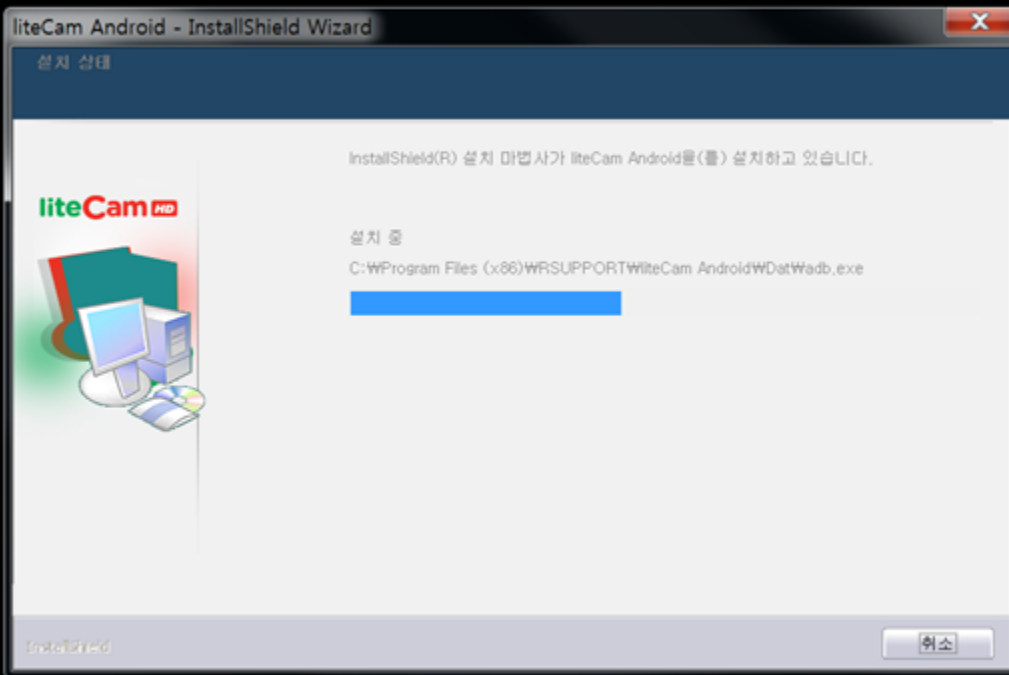 liteCam Android - InstallShield Wizard
설치 상태
InstallShield(R) 설치 마법사가 liteCam Android을(를) 설치하고 있습니다.
liteCam HD
설치 중
C:₩Program Files (x86)₩RSUPPORT₩liteCam Android₩Dat₩adb.exe
InstallShield
취소